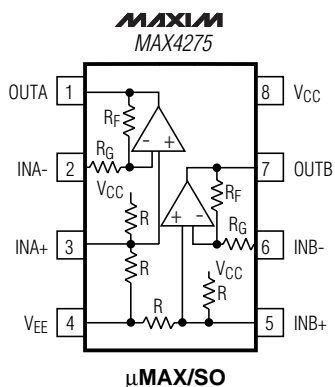 MAXIM
MAX4275
OUTA 1
8 VCC
RF
RG
INA- 2
7 OUTB
VCC
RF
R
RG
INA+ 3
6 INB-
R
VCC
R
R
VEE 4
5 INB+
- +
+ -
µMAX/SO